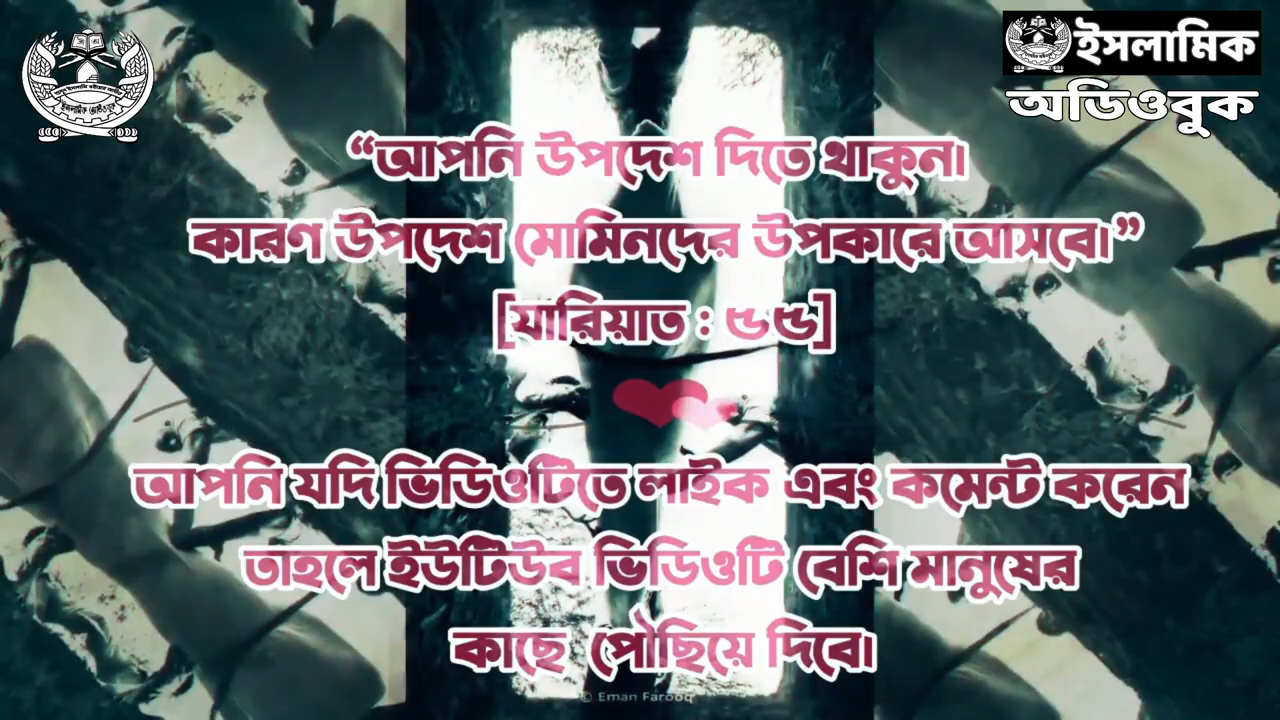 ইসলামিক
অডিওবুক
“আপনি উপদেশ দিতে থাকুন।
কারণ উপদেশ মোমিনদের উপকারে আসবে।”
[যারিয়াত : ৫৫]
আপনি যদি ভিডিওটিতে লাইক এবং কমেন্ট করেন
তাহলে ইউটিউব ভিডিওটি বেশি মানুষের
কাছে পৌছিয়ে দিবে।
© Eman Farooq